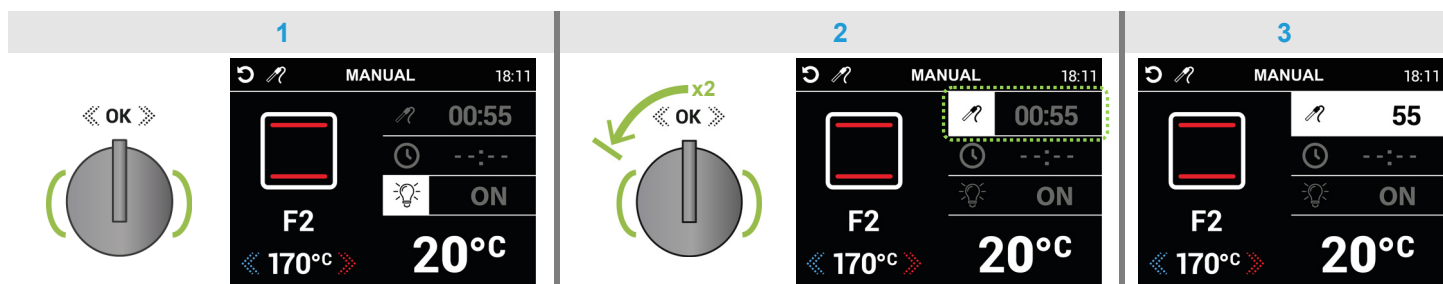 1
2
3
OK
MANUAL 18:11
00:55
--:--
ON
F2
170°C
20°C
x2
OK
MANUAL 18:11
00:55
--:--
ON
F2
170°C
20°C
MANUAL 18:11
55
--:--
ON
F2
170°C
20°C